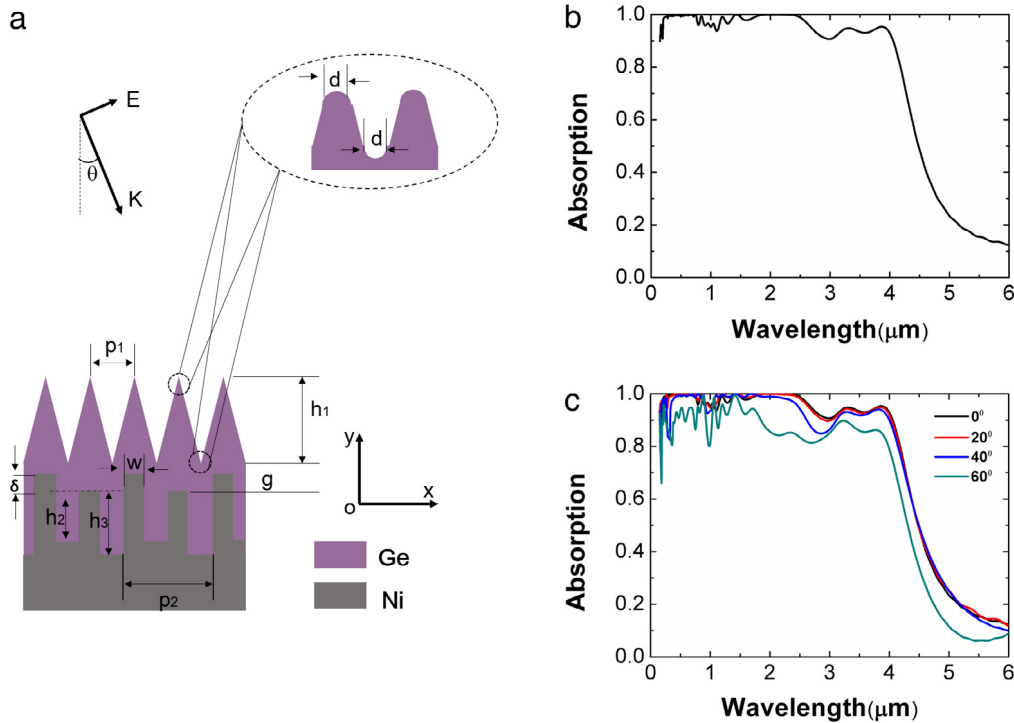 a
E
θ
K
d
d
p1
h1
w
δ
g
h2
h3
p2
y
o
x
Ge
Ni
b
1.0
0.8
0.6
0.4
0.2
0.0
Absorption
0 1 2 3 4 5 6
Wavelength(μm)
c
1.0
0.8
0.6
0.4
0.2
0.0
Absorption
0⁰
20⁰
40⁰
60⁰
0 1 2 3 4 5 6
Wavelength(μm)